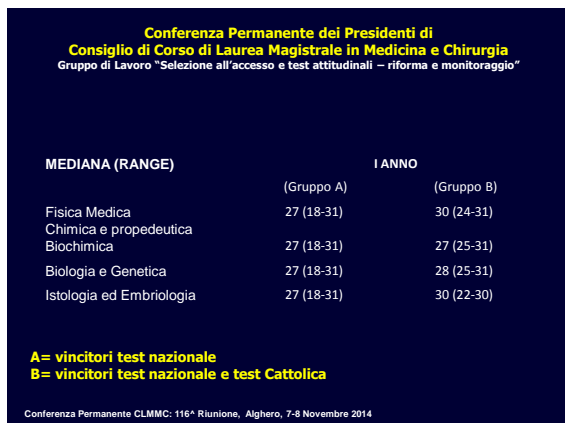 Conferenza Permanente dei Presidenti di
Consiglio di Corso di Laurea Magistrale in Medicina e Chirurgia
Gruppo di Lavoro “Selezione all’accesso e test attitudinali – riforma e monitoraggio”
MEDIANA (RANGE) I ANNO
(Gruppo A) (Gruppo B)
Fisica Medica 27 (18-31) 30 (24-31)
Chimica e propedeutica
Biochimica 27 (18-31) 27 (25-31)
Biologia e Genetica 27 (18-31) 28 (25-31)
Istologia ed Embriologia 27 (18-31) 30 (22-30)
A= vincitori test nazionale
B= vincitori test nazionale e test Cattolica
Conferenza Permanente CLMMC: 116^ Riunione, Alghero, 7-8 Novembre 2014